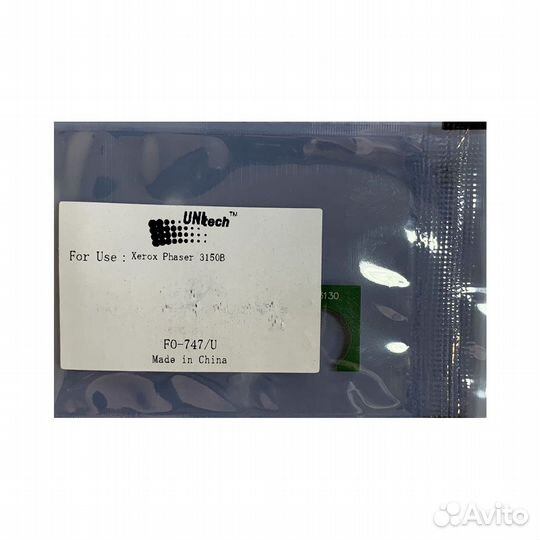 UNItech™
For Use : Xerox Phaser 3150B
3130
FO-747/U
Made in China
Avito